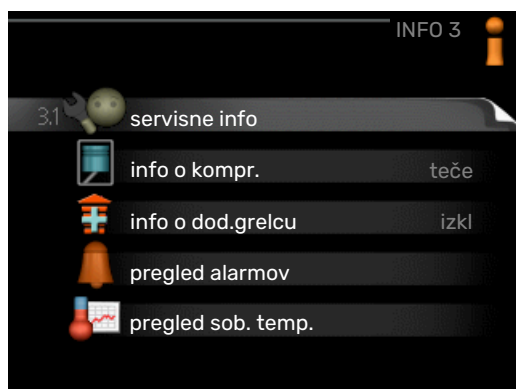 INFO 3
3.1 servisne info
info o kompr. teče
info o dod.grelcu izkl
pregled alarmov
pregled sob. temp.